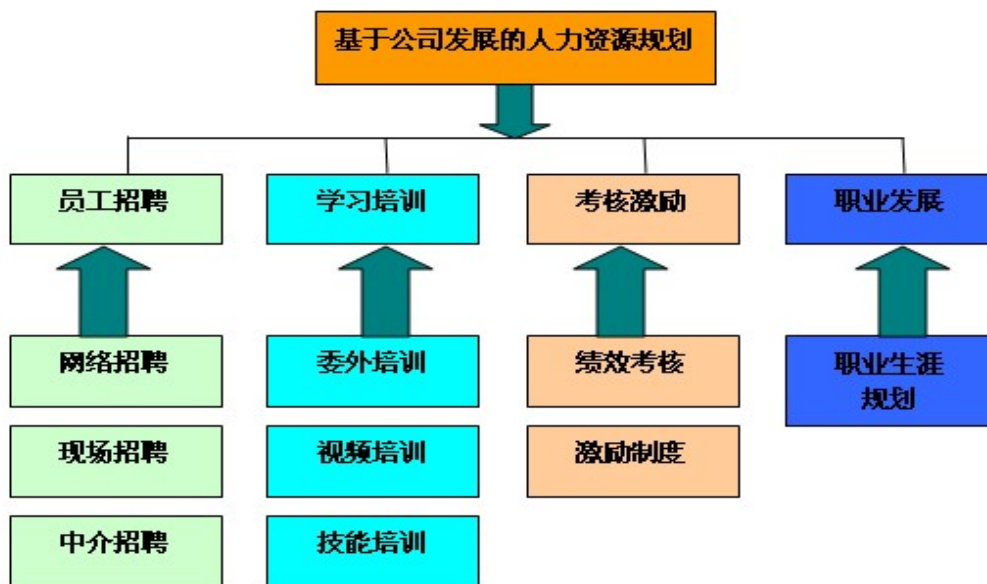 基于公司发展的人力资源规划
员工招聘
学习培训
考核激励
职业发展
网络招聘
委外培训
绩效考核
职业生涯
规划
现场招聘
视频培训
激励制度
中介招聘
技能培训